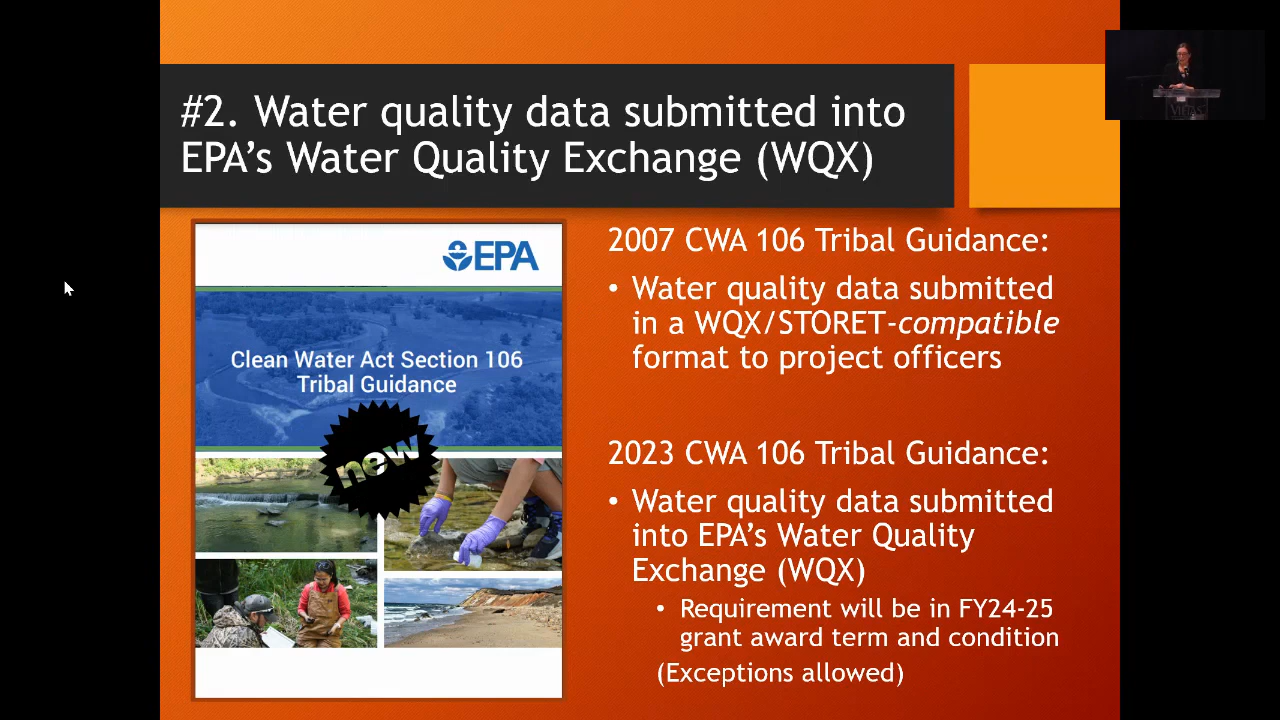 #2. Water quality data submitted into
EPA's Water Quality Exchange (WQX)
EPA
Clean Water Act Section 106
Tribal Guidance
new
2007 CWA 106 Tribal Guidance:
• Water quality data submitted
in a WQX/STORET-compatible
format to project officers
2023 CWA 106 Tribal Guidance:
• Water quality data submitted
into EPA's Water Quality
Exchange (WQX)
• Requirement will be in FY24-25
grant award term and condition
(Exceptions allowed)